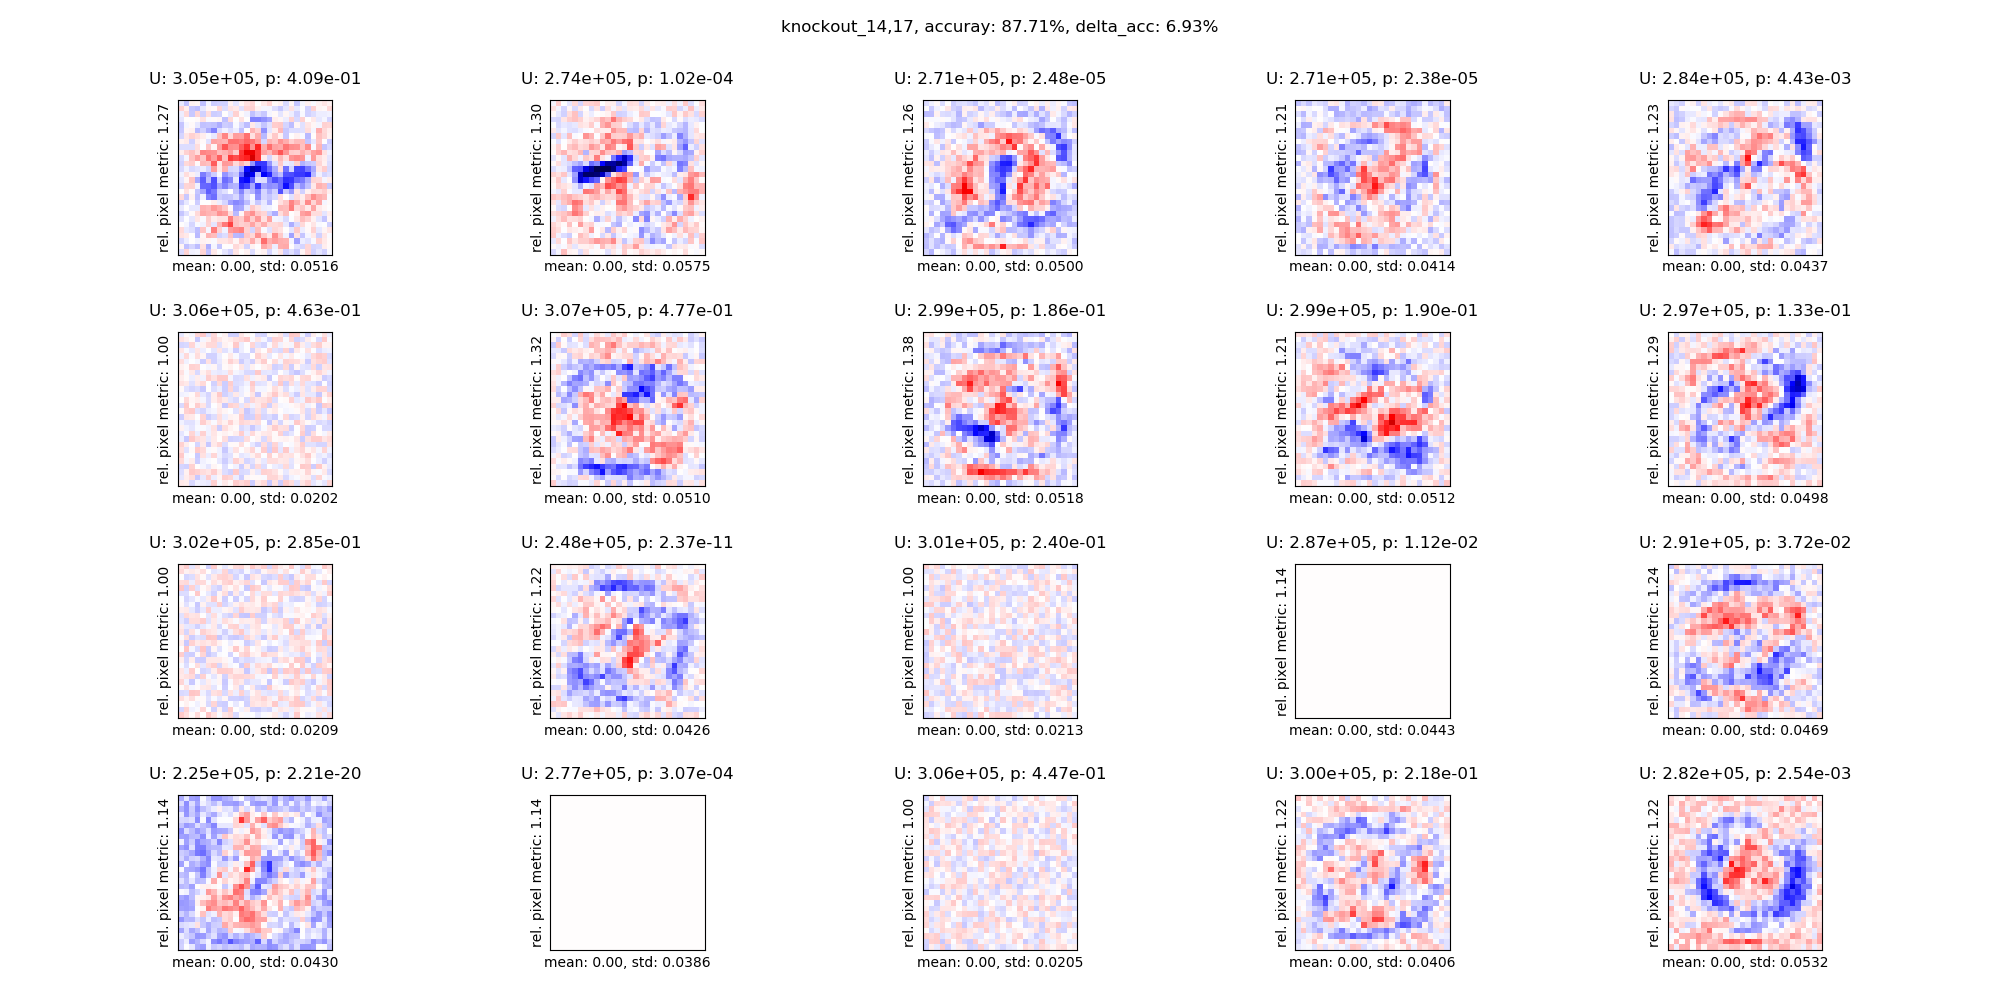 knockout_14,17, accuray: 87.71%, delta_acc: 6.93%
U: 3.05e+05, p: 4.09e-01
rel. pixel metric: 1.27
mean: 0.00, std: 0.0516
U: 2.74e+05, p: 1.02e-04
rel. pixel metric: 1.30
mean: 0.00, std: 0.0575
U: 2.71e+05, p: 2.48e-05
rel. pixel metric: 1.26
mean: 0.00, std: 0.0500
U: 2.71e+05, p: 2.38e-05
rel. pixel metric: 1.21
mean: 0.00, std: 0.0414
U: 2.84e+05, p: 4.43e-03
rel. pixel metric: 1.23
mean: 0.00, std: 0.0437
U: 3.06e+05, p: 4.63e-01
rel. pixel metric: 1.00
mean: 0.00, std: 0.0202
U: 3.07e+05, p: 4.77e-01
rel. pixel metric: 1.32
mean: 0.00, std: 0.0510
U: 2.99e+05, p: 1.86e-01
rel. pixel metric: 1.38
mean: 0.00, std: 0.0518
U: 2.99e+05, p: 1.90e-01
rel. pixel metric: 1.21
mean: 0.00, std: 0.0512
U: 2.97e+05, p: 1.33e-01
rel. pixel metric: 1.29
mean: 0.00, std: 0.0498
U: 3.02e+05, p: 2.85e-01
rel. pixel metric: 1.00
mean: 0.00, std: 0.0209
U: 2.48e+05, p: 2.37e-11
rel. pixel metric: 1.22
mean: 0.00, std: 0.0426
U: 3.01e+05, p: 2.40e-01
rel. pixel metric: 1.00
mean: 0.00, std: 0.0213
U: 2.87e+05, p: 1.12e-02
rel. pixel metric: 1.14
mean: 0.00, std: 0.0443
U: 2.91e+05, p: 3.72e-02
rel. pixel metric: 1.24
mean: 0.00, std: 0.0469
U: 2.25e+05, p: 2.21e-20
rel. pixel metric: 1.14
mean: 0.00, std: 0.0430
U: 2.77e+05, p: 3.07e-04
rel. pixel metric: 1.14
mean: 0.00, std: 0.0386
U: 3.06e+05, p: 4.47e-01
rel. pixel metric: 1.00
mean: 0.00, std: 0.0205
U: 3.00e+05, p: 2.18e-01
rel. pixel metric: 1.22
mean: 0.00, std: 0.0406
U: 2.82e+05, p: 2.54e-03
rel. pixel metric: 1.22
mean: 0.00, std: 0.0532